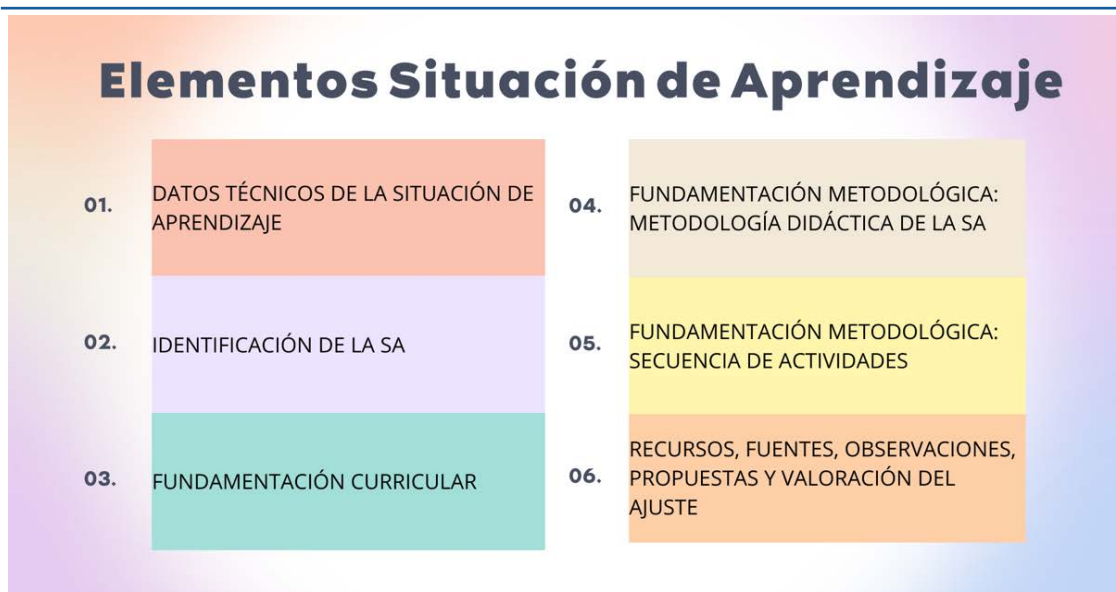 Elementos Situación de Aprendizaje
01.
DATOS TÉCNICOS DE LA SITUACIÓN DE
APRENDIZAJE
02.
IDENTIFICACIÓN DE LA SA
03.
FUNDAMENTACIÓN CURRICULAR
04.
FUNDAMENTACIÓN METODOLÓGICA:
METODOLOGÍA DIDÁCTICA DE LA SA
05.
FUNDAMENTACIÓN METODOLÓGICA:
SECUENCIA DE ACTIVIDADES
06.
RECURSOS, FUENTES, OBSERVACIONES,
PROPUESTAS Y VALORACIÓN DEL
AJUSTE